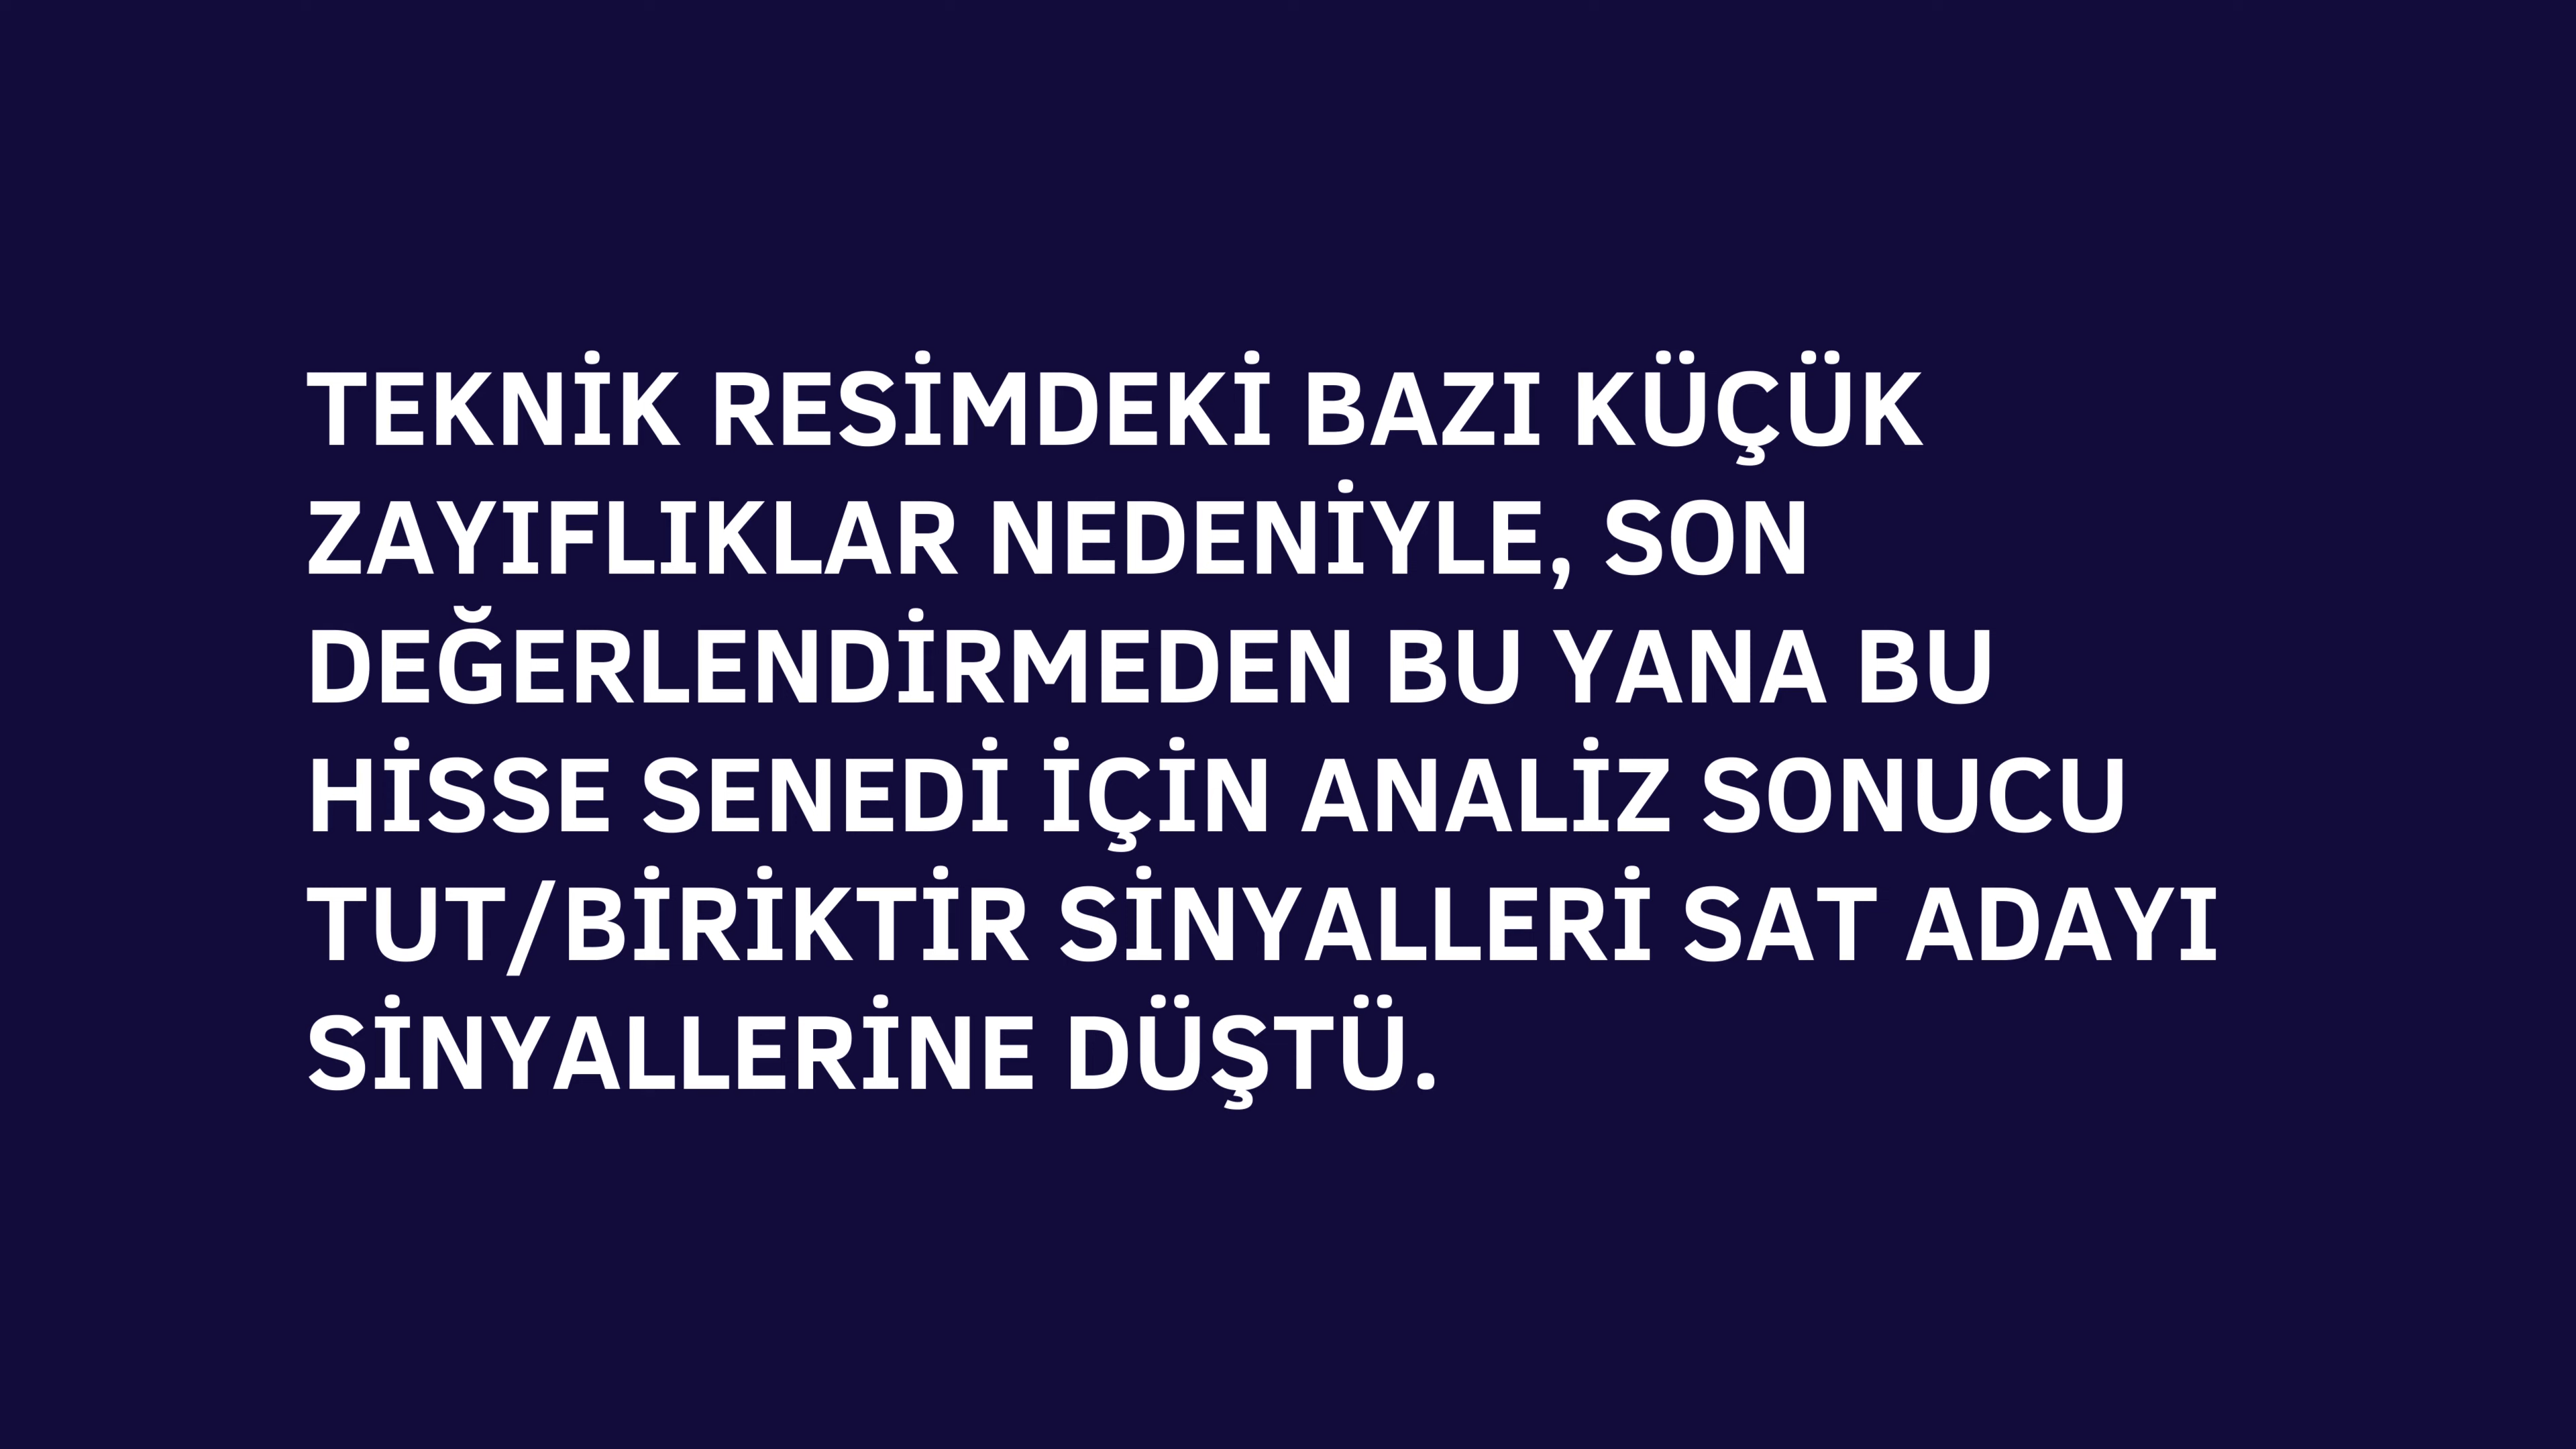 TEKNİK RESİMDEKİ BAZI KÜÇÜK
ZAYIFLIKLAR NEDENİYLE, SON
DEĞERLENDİRMEDEN BU YANA BU
HİSSE SENEDİ İÇİN ANALİZ SONUCU
TUT/BİRİKTİR SİNYALLERİ SAT ADAYI
SİNYALLERİNE DÜŞTÜ.